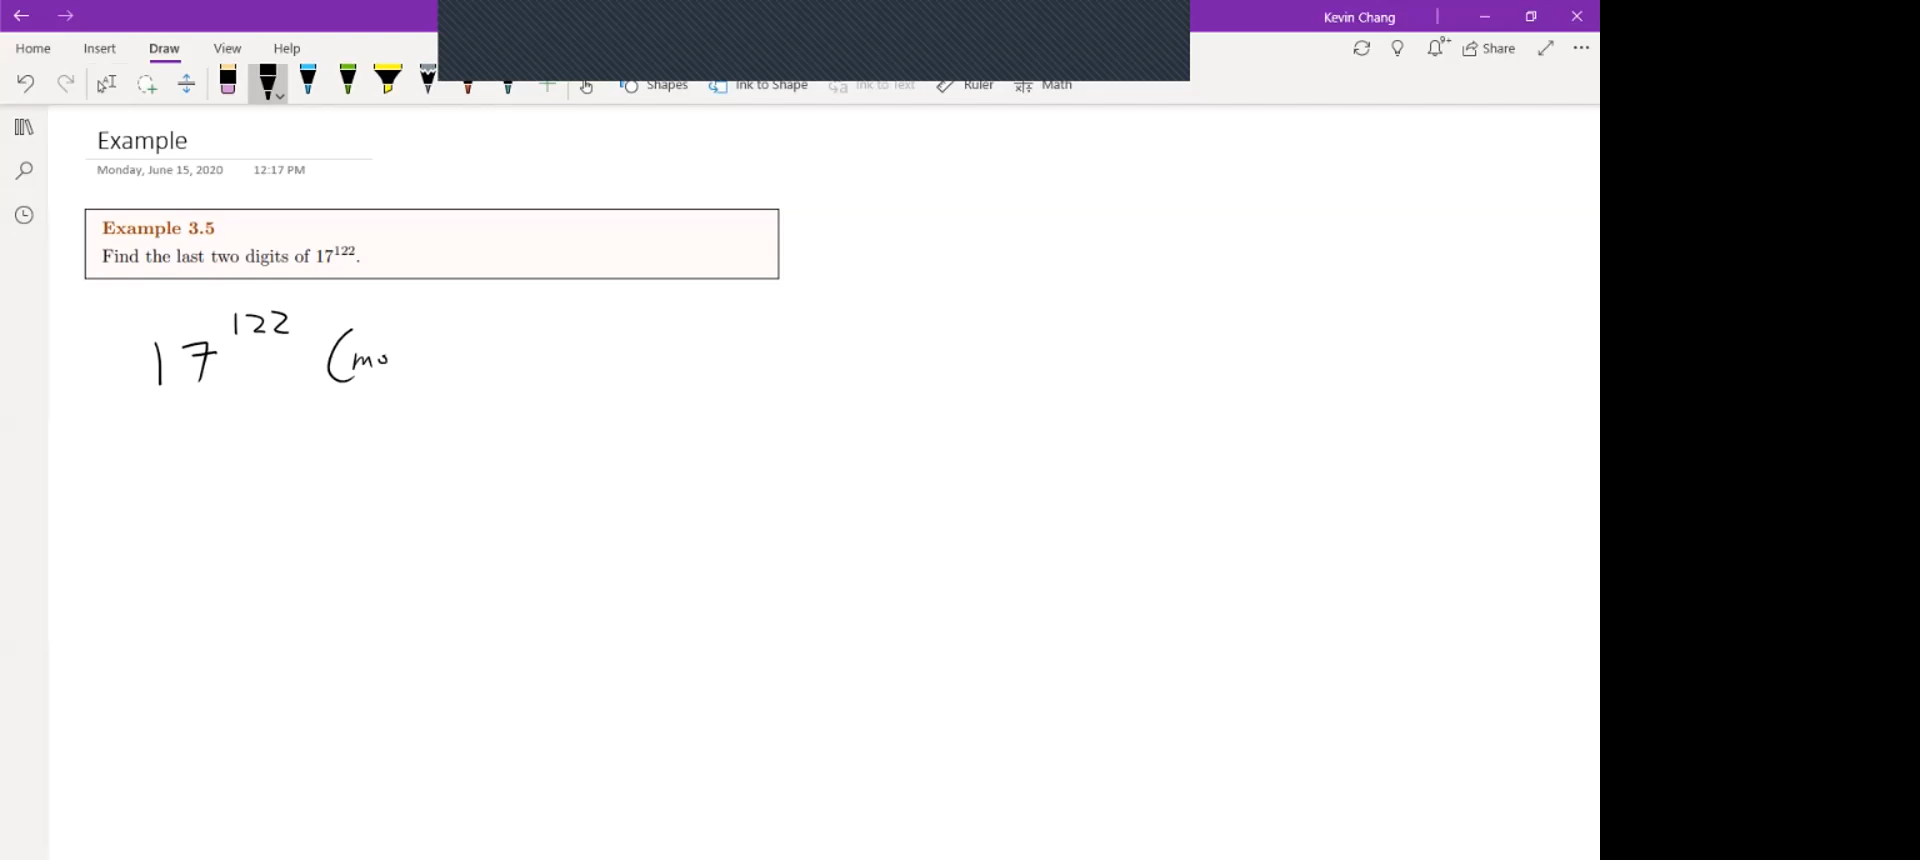 Kevin Chang
Home Insert Draw View Help
9+ Share
Shapes Ink to Shape Ink to Text Ruler Math
Example
Monday, June 15, 2020 12:17 PM
Example 3.5
Find the last two digits of 17¹²².
17¹²² (mo